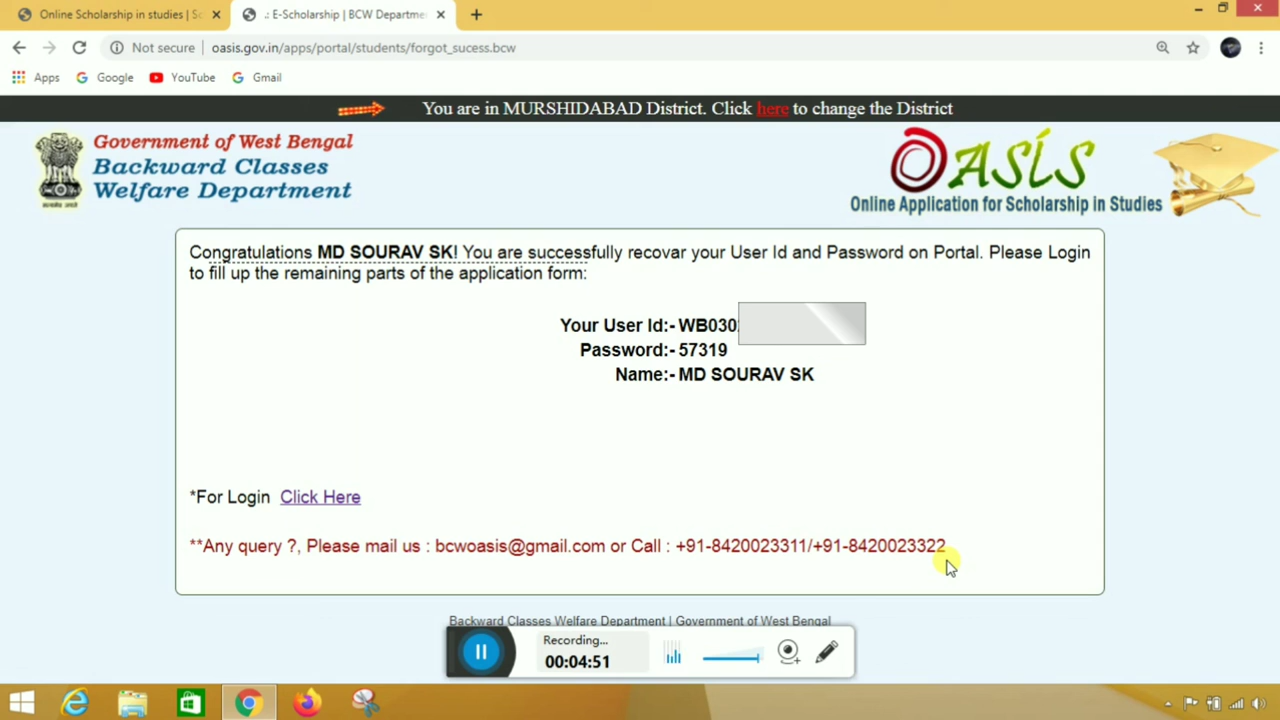 Online Scholarship in studies | Sc
.: E-Scholarship | BCW Departme
Not secure | oasis.gov.in/apps/portal/students/forgot_sucess.bcw
Apps Google YouTube Gmail
You are in MURSHIDABAD District. Click here to change the District
Government of West Bengal
Backward Classes
Welfare Department
OASIS
Online Application for Scholarship in Studies
Congratulations MD SOURAV SK! You are successfully recovar your User Id and Password on Portal. Please Login
to fill up the remaining parts of the application form:
Your User Id:- WB030
Password:- 57319
Name:- MD SOURAV SK
*For Login Click Here
**Any query ?, Please mail us : bcwoasis@gmail.com or Call : +91-8420023311/+91-8420023322
Backward Classes Welfare Department | Government of West Bengal
Recording...
00:04:51